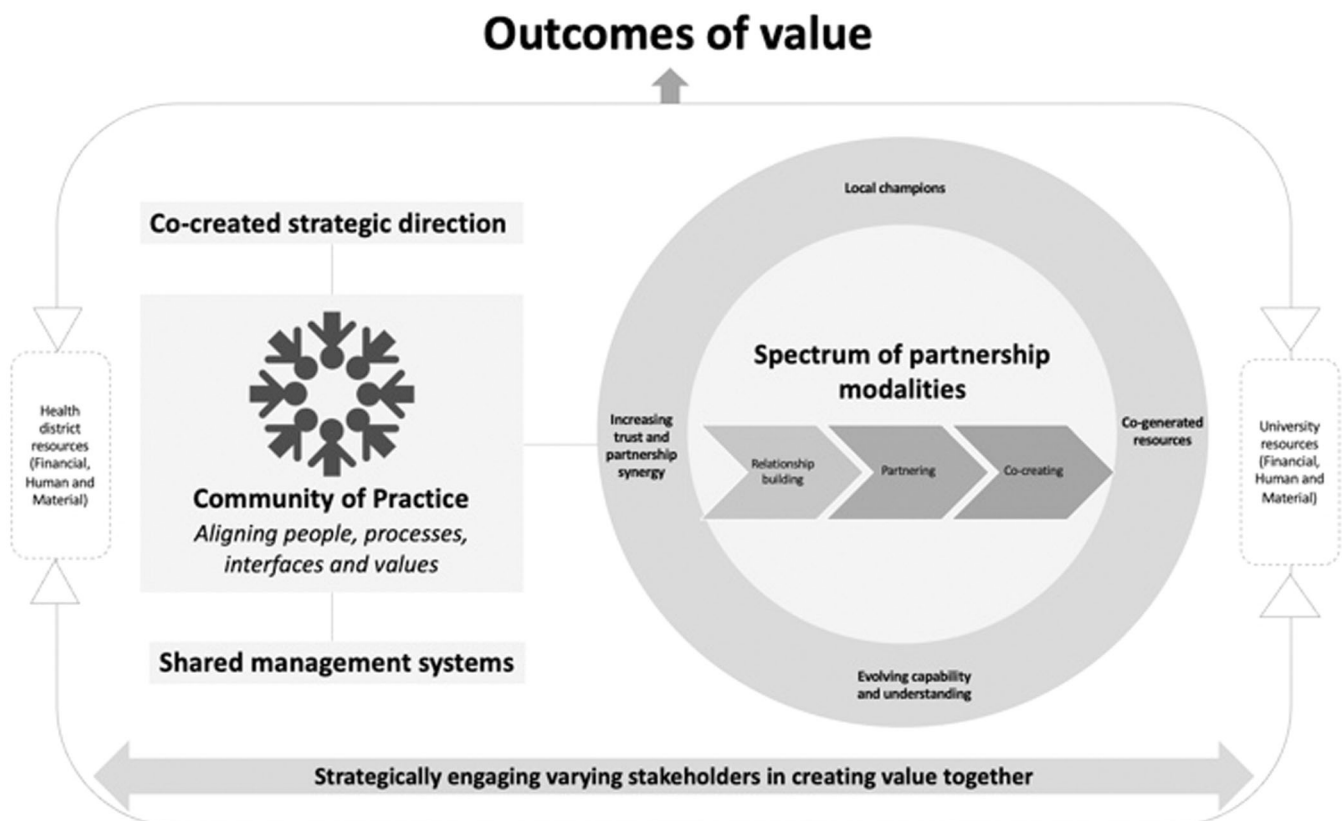 Outcomes of value
Local champions
Co-created strategic direction
Spectrum of partnership
modalities
Health
district
resources
(Financial,
Human and
Material)
Community of Practice
Aligning people, processes,
interfaces and values
Increasing
trust and
partnership
synergy
Relationship
building
Partnering
Co-creating
Co-generated
resources
University
resources
(Financial,
Human and
Material)
Shared management systems
Evolving capability
and understanding
Strategically engaging varying stakeholders in creating value together